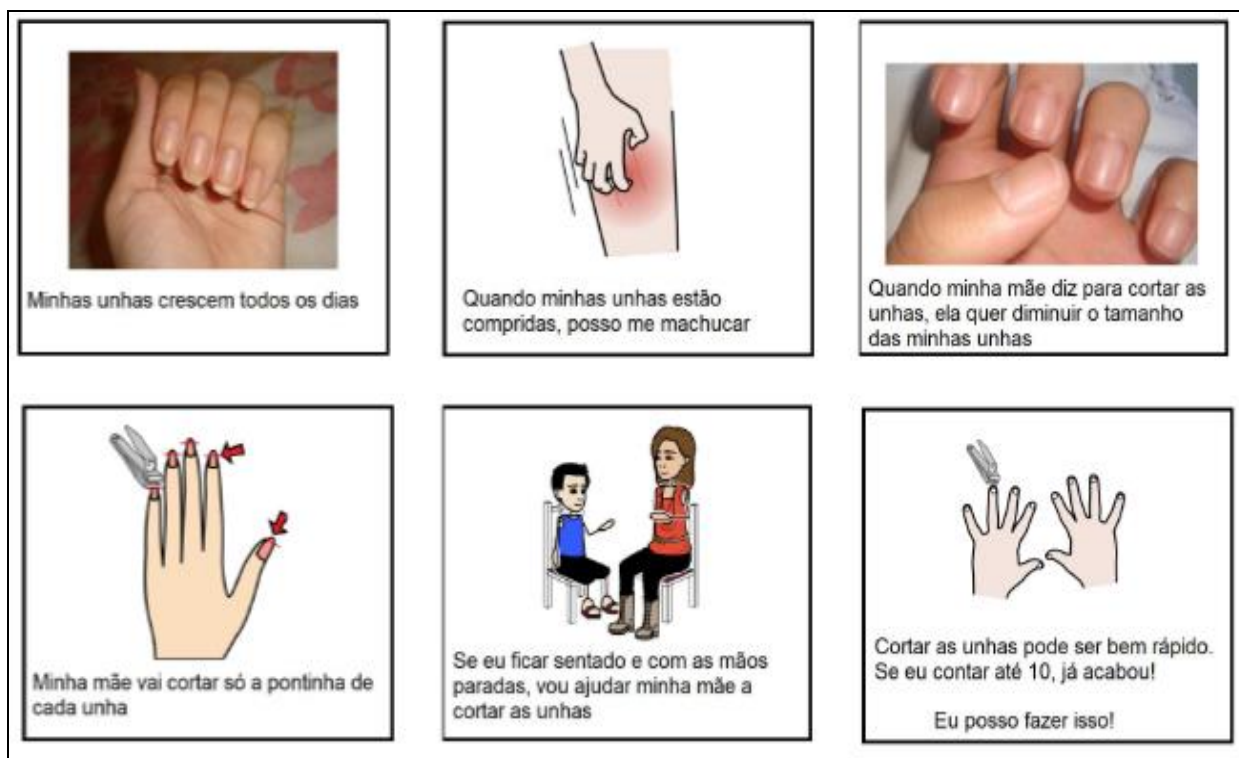 Minhas unhas crescem todos os dias
Quando minhas unhas estão
compridas, posso me machucar
Quando minha mãe diz para cortar as
unhas, ela quer diminuir o tamanho
das minhas unhas
Minha mãe vai cortar só a pontinha de
cada unha
Se eu ficar sentado e com as mãos
paradas, vou ajudar minha mãe a
cortar as unhas
Cortar as unhas pode ser bem rápido.
Se eu contar até 10, já acabou!
Eu posso fazer isso!